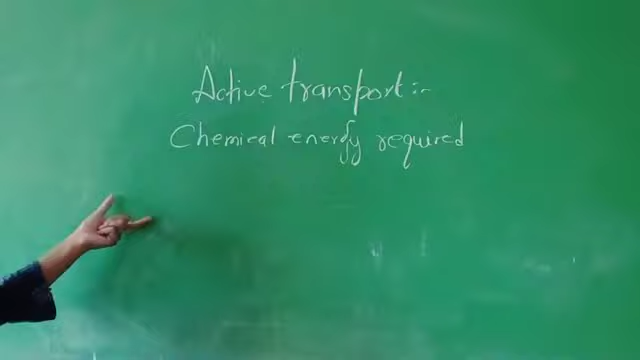 Active transport :-
Chemical energy required